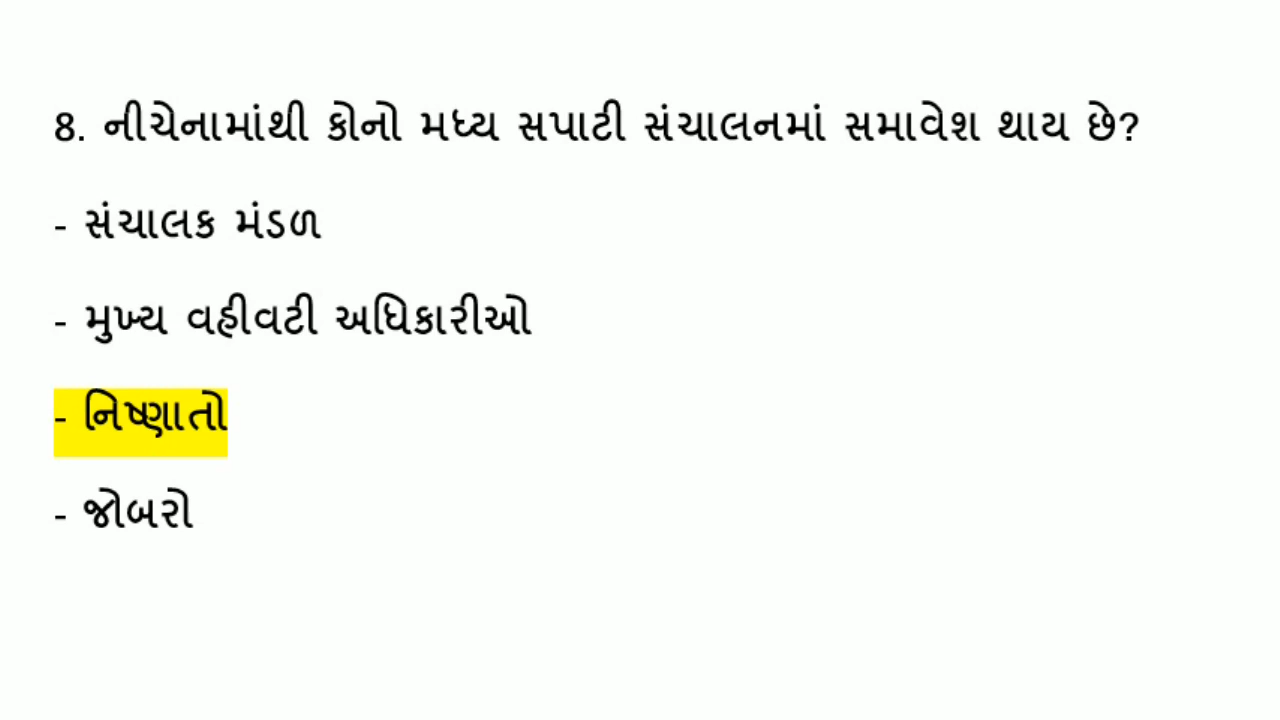 8. નીચેનામાંથી કોનો મધ્ય સપાટી સંચાલનમાં સમાવેશ થાય છે?
- સંચાલક મંડળ
- મુખ્ય વહીવટી અધિકારીઓ
- નિષ્ણાતો
- જોબરો